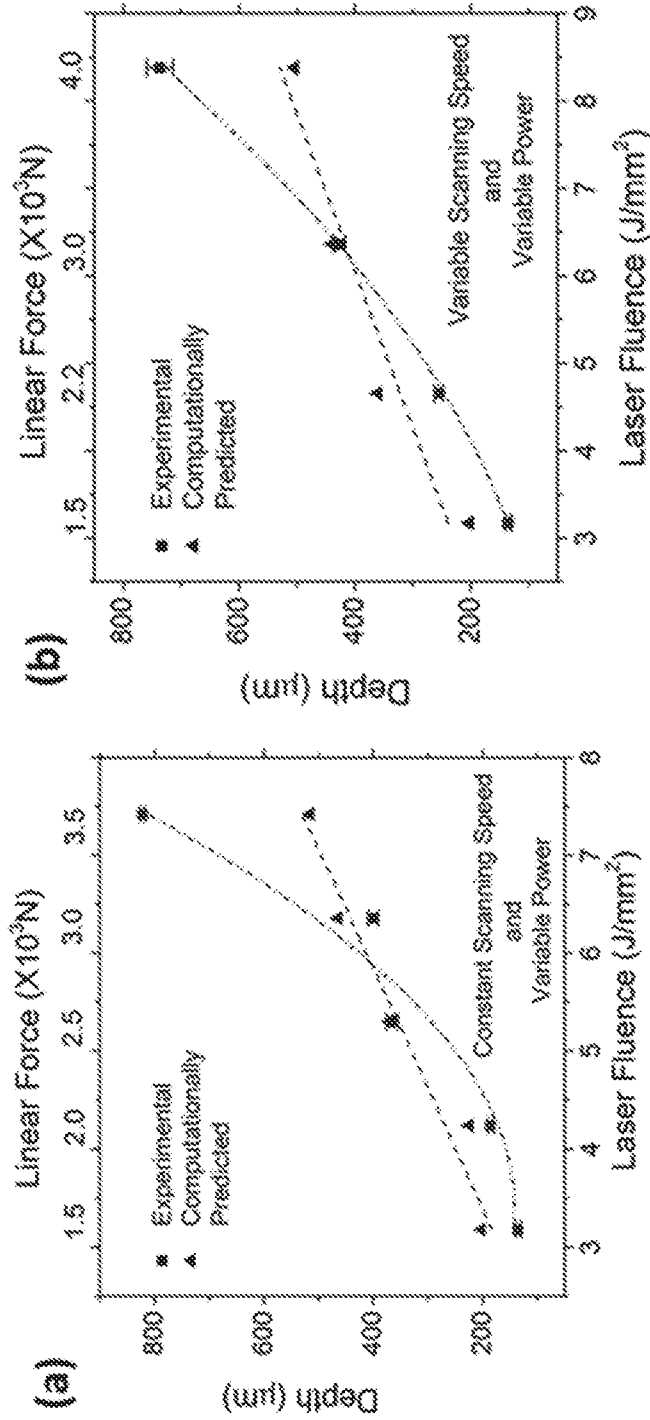 (a)
Linear Force (X10³N)
1.5 2.0 2.5 3.0 3.5
Experimental
Computationally
Predicted
800
600
400
200
Depth (μm)
Constant Scanning Speed
and
Variable Power
3 4 5 6 7 8
Laser Fluence (J/mm²)
(b)
Linear Force (X10³N)
1.5 2.2 3.0 4.0
Experimental
Computationally
Predicted
800
600
400
200
Depth (μm)
Variable Scanning Speed
and
Variable Power
3 4 5 6 7 8 9
Laser Fluence (J/mm²)